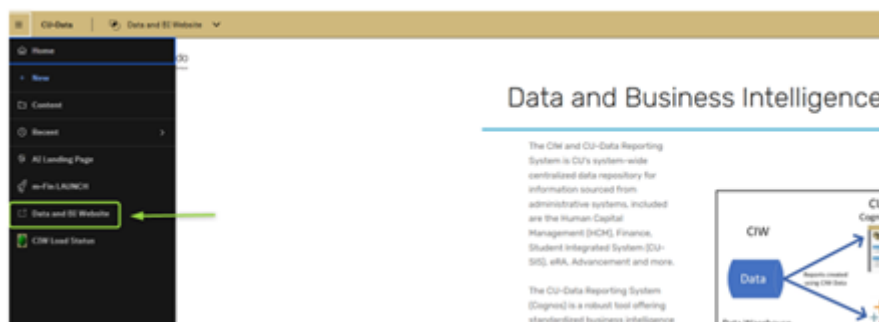 CU-Data
Data and BI Website
Home
New
Content
Recent
AI Landing Page
m-Fin:LAUNCH
Data and BI Website
CIW Load Status
do
Data and Business Intelligence
The CIW and CU-Data Reporting
System is CU's system-wide
centralized data repository for
information sourced from
administrative systems, included
are the Human Capital
Management (HCM), Finance,
Student Integrated System (CU-
SIS), eRA, Advancement and more.
The CU-Data Reporting System
(Cognos) is a robust tool offering
standardized business intelligence
CIW
Data
Reports created
using CIW Data
Data Warehouse